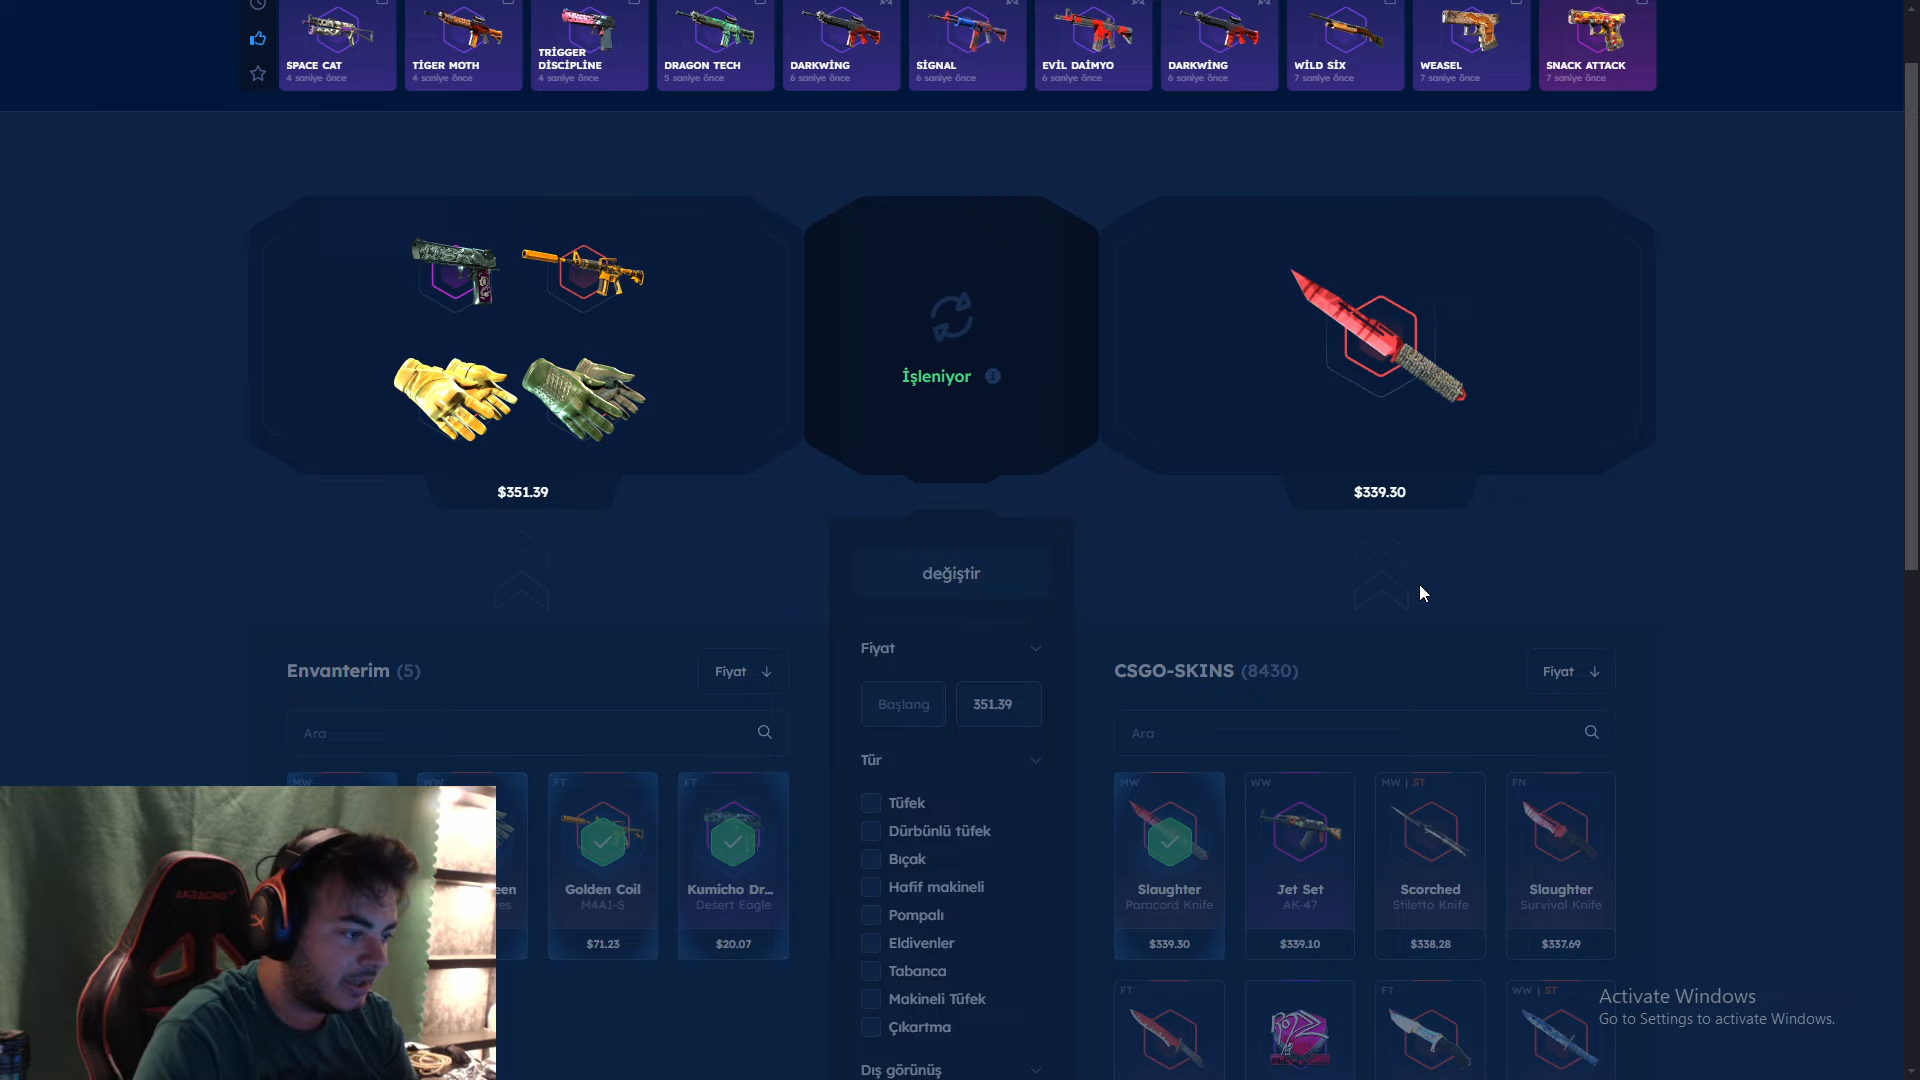 SPACE CAT
4 saniye önce
TİGER MOTH
4 saniye önce
TRİGGER
DİSCİPLİNE
4 saniye önce
DRAGON TECH
5 saniye önce
DARKWİNG
6 saniye önce
SİGNAL
6 saniye önce
EVİL DAİMYO
6 saniye önce
DARKWİNG
6 saniye önce
WİLD SİX
7 saniye önce
WEASEL
7 saniye önce
SNACK ATTACK
7 saniye önce
İşleniyor
$351.39
$339.30
değiştir
Envanterim (5)
Fiyat
Ara
MW
WW
FT
FT
Golden Coil
M4A1-S
$71.23
Kumicho Dr...
Desert Eagle
$20.07
Fiyat
Başlang
351.39
Tür
Tüfek
Dürbünlü tüfek
Bıçak
Hafif makineli
Pompalı
Eldivenler
Tabanca
Makineli Tüfek
Çıkartma
Dış görünüş
CSGO-SKINS (8430)
Fiyat
Ara
MW
Slaughter
Paracord Knife
$339.30
WW
Jet Set
AK-47
$339.10
MW | ST
Scorched
Stiletto Knife
$338.28
FN
Slaughter
Survival Knife
$337.69
FT
FT
WW | ST
Activate Windows
Go to Settings to activate Windows.